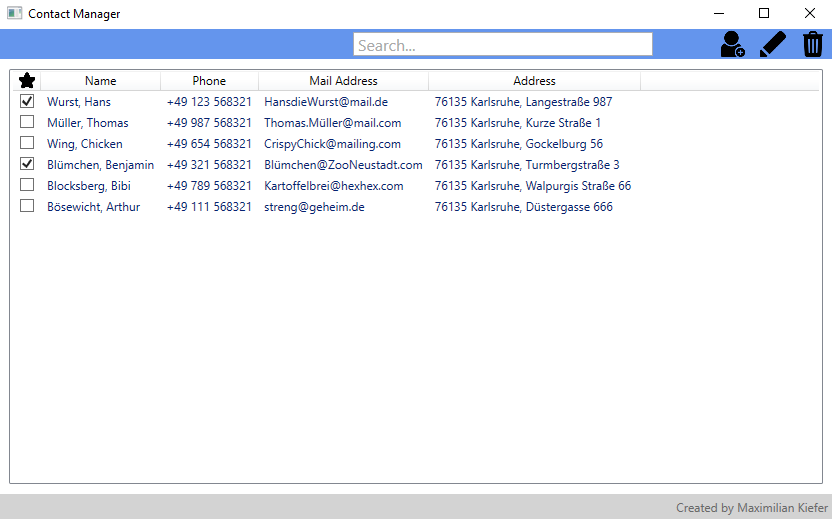 Contact Manager
Search...
Name Phone Mail Address Address
Wurst, Hans +49 123 568321 HansdieWurst@mail.de 76135 Karlsruhe, Langestraße 987
Müller, Thomas +49 987 568321 Thomas.Müller@mail.com 76135 Karlsruhe, Kurze Straße 1
Wing, Chicken +49 654 568321 CrispyChick@mailing.com 76135 Karlsruhe, Gockelburg 56
Blümchen, Benjamin +49 321 568321 Blümchen@ZooNeustadt.com 76135 Karlsruhe, Turmbergstraße 3
Blocksberg, Bibi +49 789 568321 Kartoffelbrei@hexhex.com 76135 Karlsruhe, Walpurgis Straße 66
Bösewicht, Arthur +49 111 568321 streng@geheim.de 76135 Karlsruhe, Düstergasse 666
Created by Maximilian Kiefer